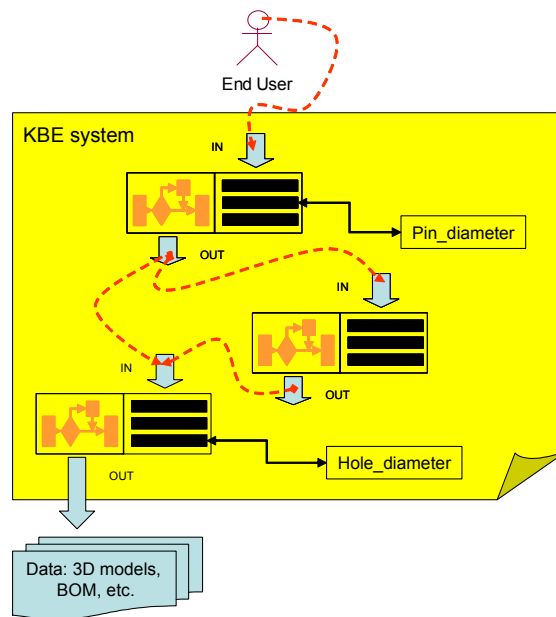 End User
KBE system
IN
Pin_diameter
OUT
IN
IN
OUT
Hole_diameter
OUT
Data: 3D models,
BOM, etc.